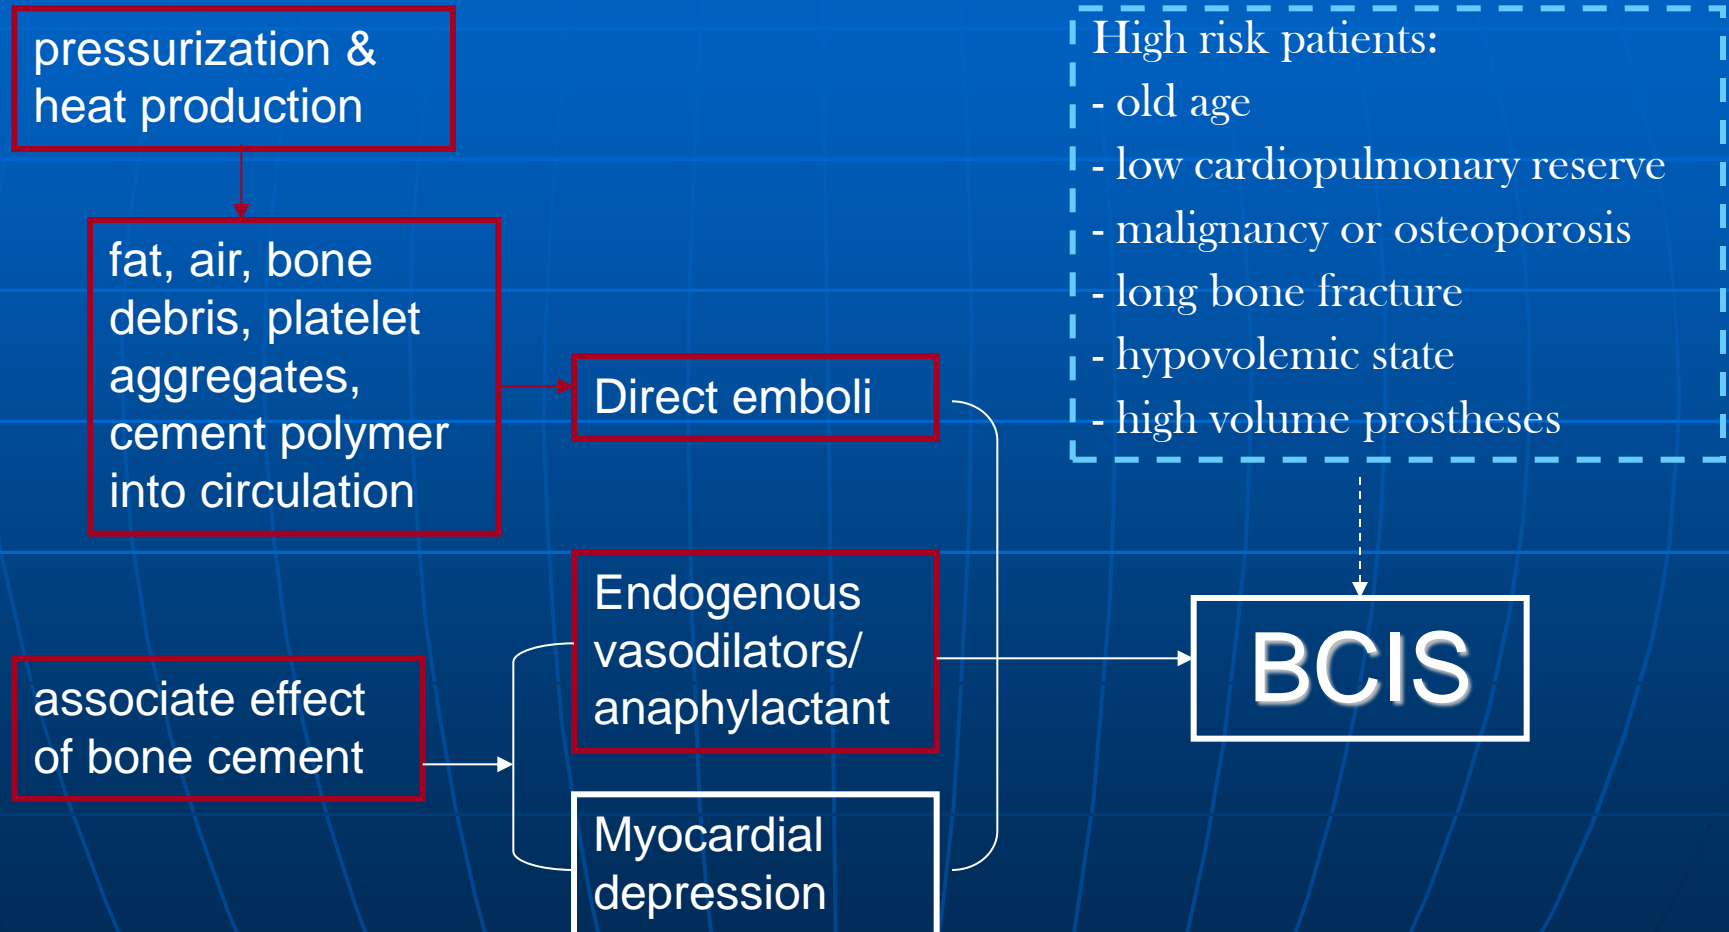 pressurization &
heat production
fat, air, bone
debris, platelet
aggregates,
cement polymer
into circulation
Direct emboli
associate effect
of bone cement
Endogenous
vasodilators/
anaphylactant
Myocardial
depression
High risk patients:
- old age
- low cardiopulmonary reserve
- malignancy or osteoporosis
- long bone fracture
- hypovolemic state
- high volume prostheses
BCIS